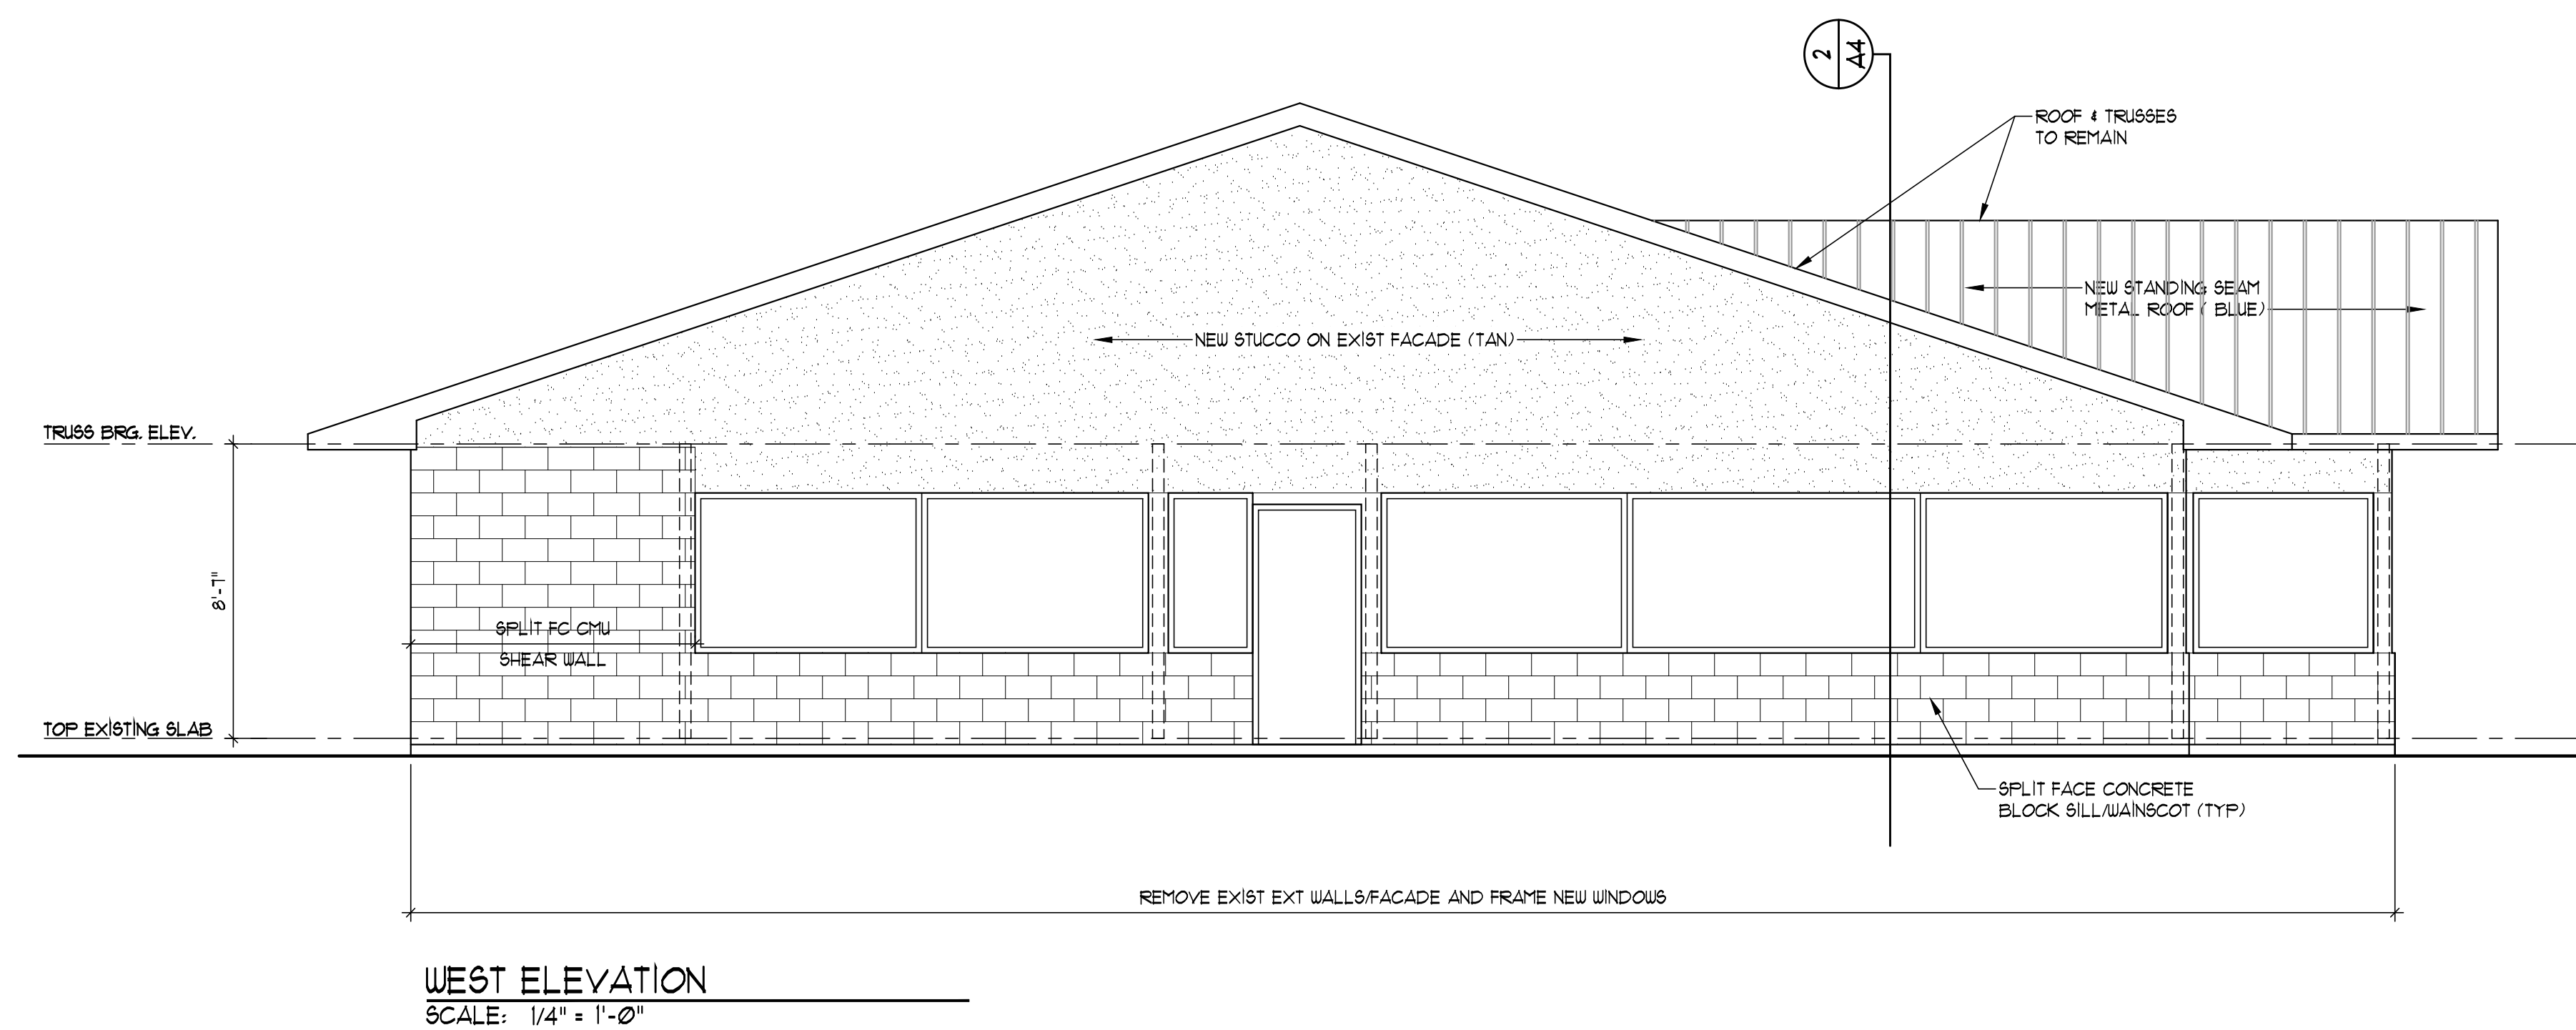 2
A4
ROOF & TRUSSES
TO REMAIN
NEW STANDING SEAM
METAL ROOF ( BLUE)
NEW STUCCO ON EXIST FACADE (TAN)
TRUSS BRG. ELEV.
8'-7"
SPLIT FC CMU
SHEAR WALL
TOP EXISTING SLAB
SPLIT FACE CONCRETE
BLOCK SILL/WAINSCOT (TYP)
REMOVE EXIST EXT WALLS/FACADE AND FRAME NEW WINDOWS
WEST ELEVATION
SCALE: 1/4" = 1'-0"